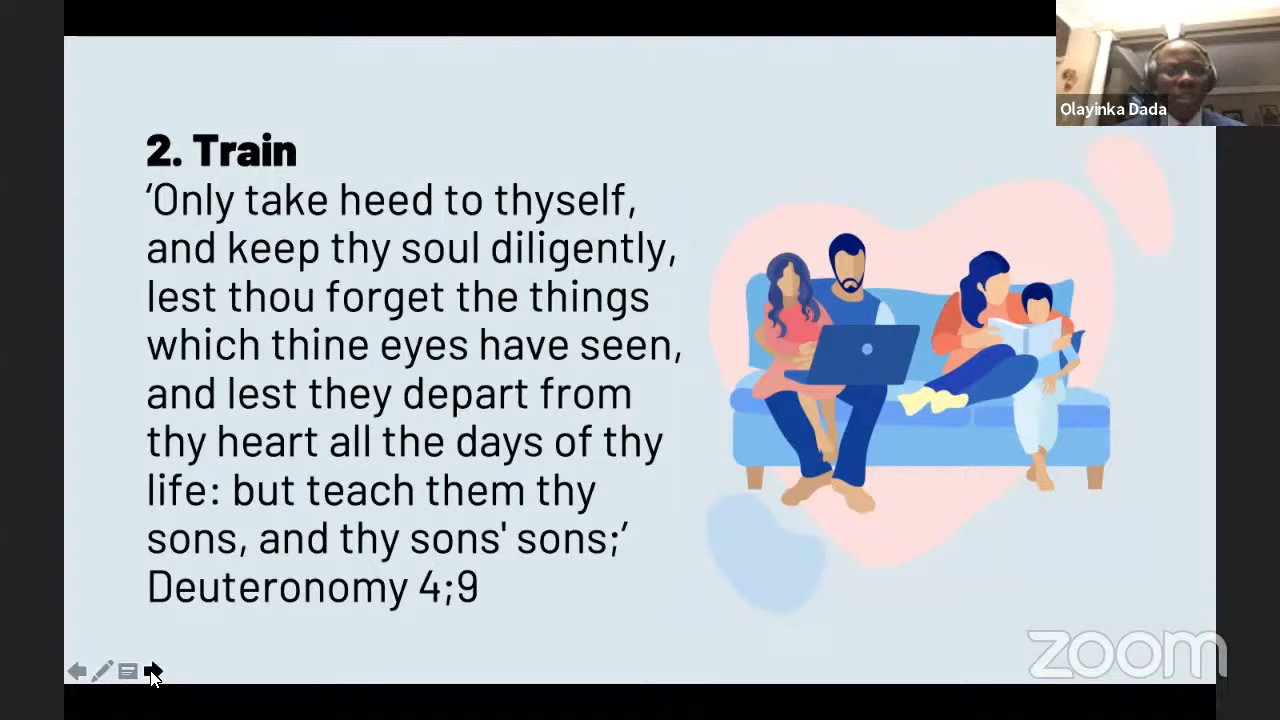 Olayinka Dada
2. Train
‘Only take heed to thyself,
and keep thy soul diligently,
lest thou forget the things
which thine eyes have seen,
and lest they depart from
thy heart all the days of thy
life: but teach them thy
sons, and thy sons' sons;’
Deuteronomy 4;9
zoom